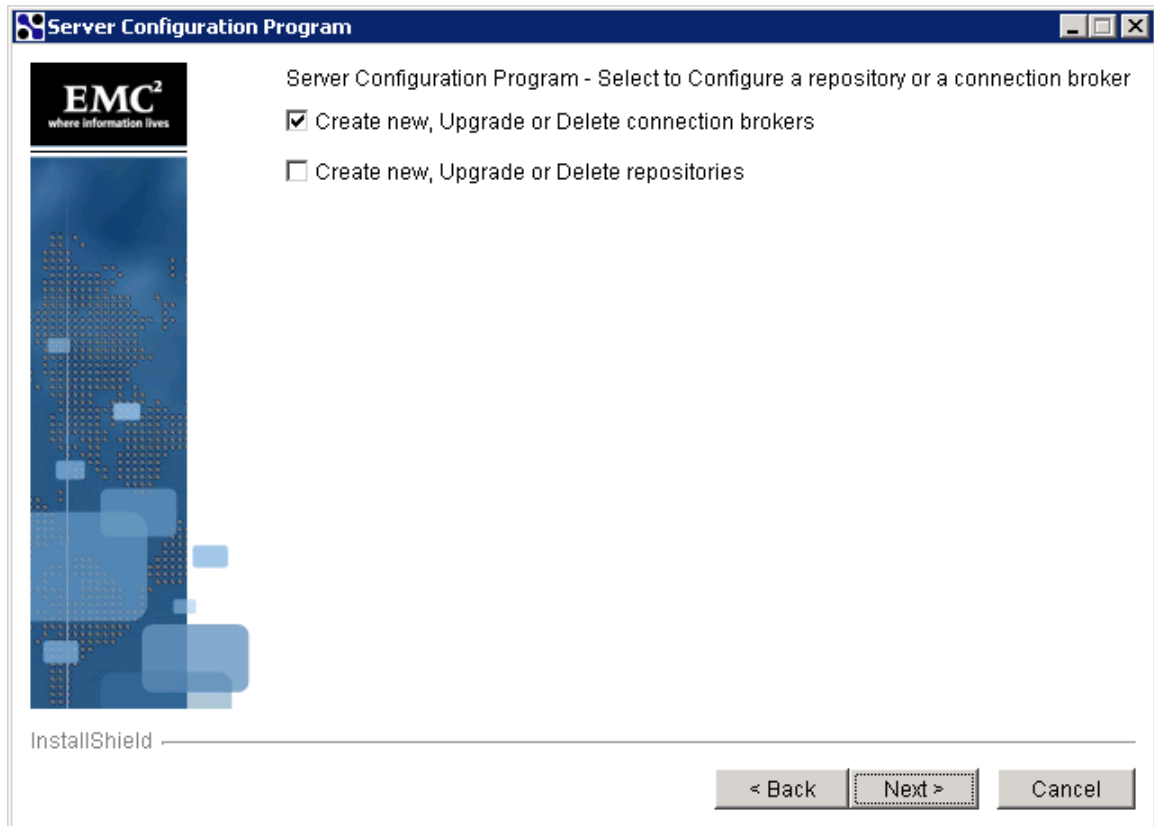 Server Configuration Program
EMC²
where information lives
Server Configuration Program - Select to Configure a repository or a connection broker
Create new, Upgrade or Delete connection brokers
Create new, Upgrade or Delete repositories
InstallShield
< Back
Next >
Cancel